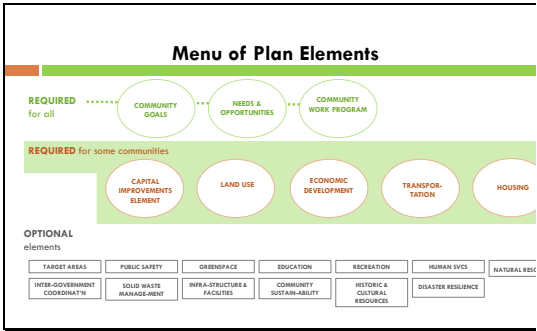 Menu of Plan Elements
REQUIRED
for all
COMMUNITY
GOALS
NEEDS &
OPPORTUNITIES
COMMUNITY
WORK PROGRAM
REQUIRED for some communities
CAPITAL
IMPROVEMENTS
ELEMENT
LAND USE
ECONOMIC
DEVELOPMENT
TRANSPOR-
TATION
HOUSING
OPTIONAL
elements
TARGET AREAS
PUBLIC SAFETY
GREENSPACE
EDUCATION
RECREATION
HUMAN SVCS
NATURAL RESO
INTER-GOVERNMENT
COORDINAT'N
SOLID WASTE
MANAGE-MENT
INFRA-STRUCTURE &
FACILITIES
COMMUNITY
SUSTAIN-ABILITY
HISTORIC &
CULTURAL
RESOURCES
DISASTER RESILIENCE